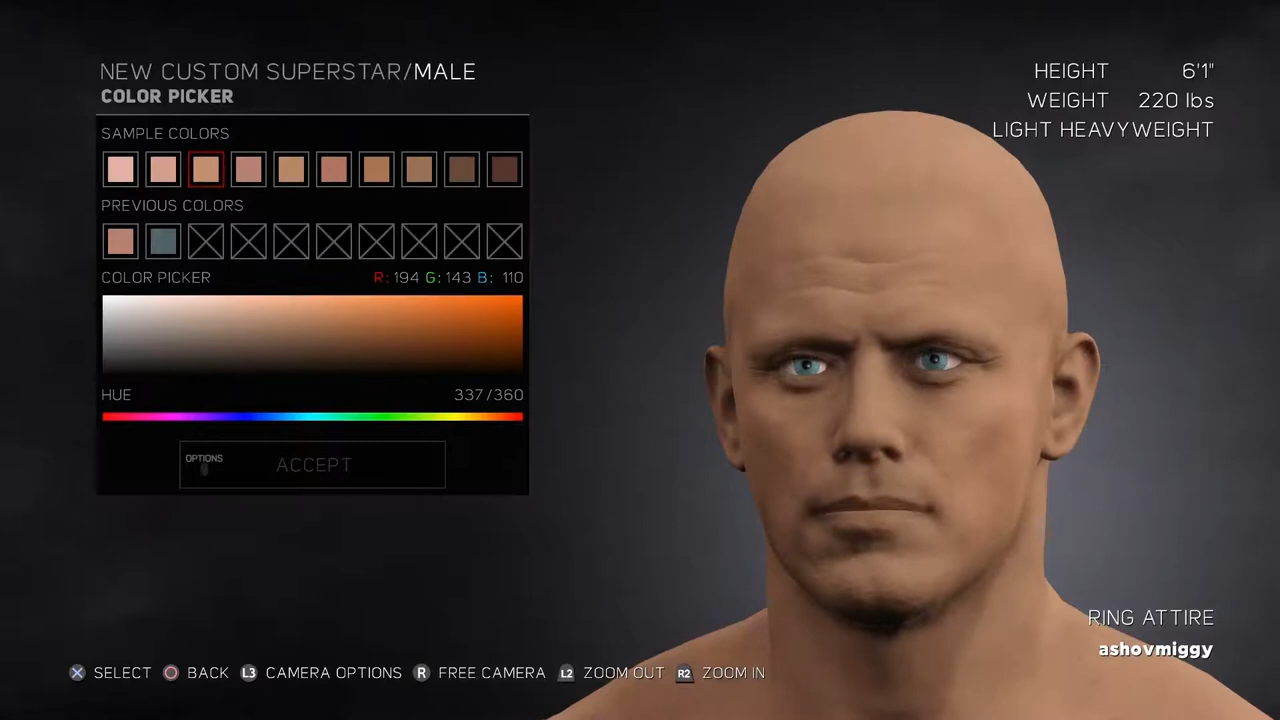 NEW CUSTOM SUPERSTAR/MALE
COLOR PICKER
SAMPLE COLORS
PREVIOUS COLORS
COLOR PICKER R: 194 G: 143 B: 110
HUE 337/360
OPTIONS ACCEPT
HEIGHT 6'1"
WEIGHT 220 lbs
LIGHT HEAVYWEIGHT
RING ATTIRE
ashovmiggy
SELECT BACK L3 CAMERA OPTIONS R FREE CAMERA L2 ZOOM OUT R2 ZOOM IN